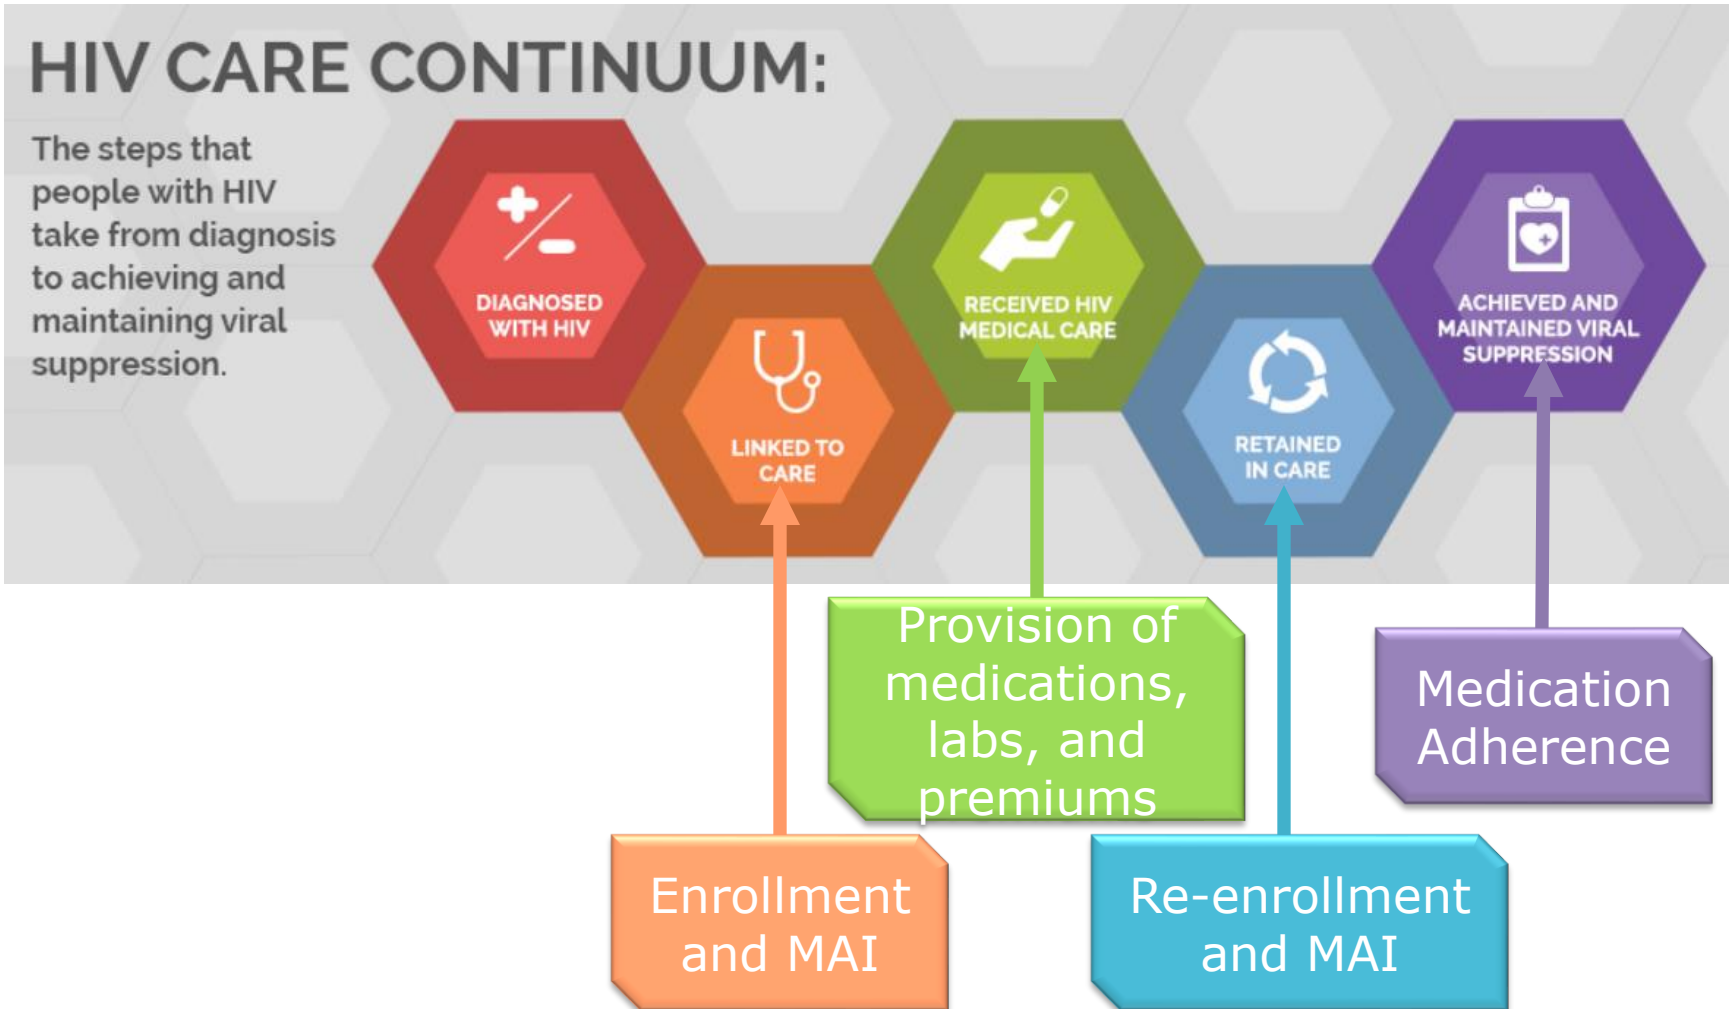 HIV CARE CONTINUUM:
The steps that
people with HIV
take from diagnosis
to achieving and
maintaining viral
suppression.
DIAGNOSED
WITH HIV
LINKED TO
CARE
RECEIVED HIV
MEDICAL CARE
RETAINED
IN CARE
ACHIEVED AND
MAINTAINED VIRAL
SUPPRESSION
Enrollment
and MAI
Provision of
medications,
labs, and
premiums
Re-enrollment
and MAI
Medication
Adherence